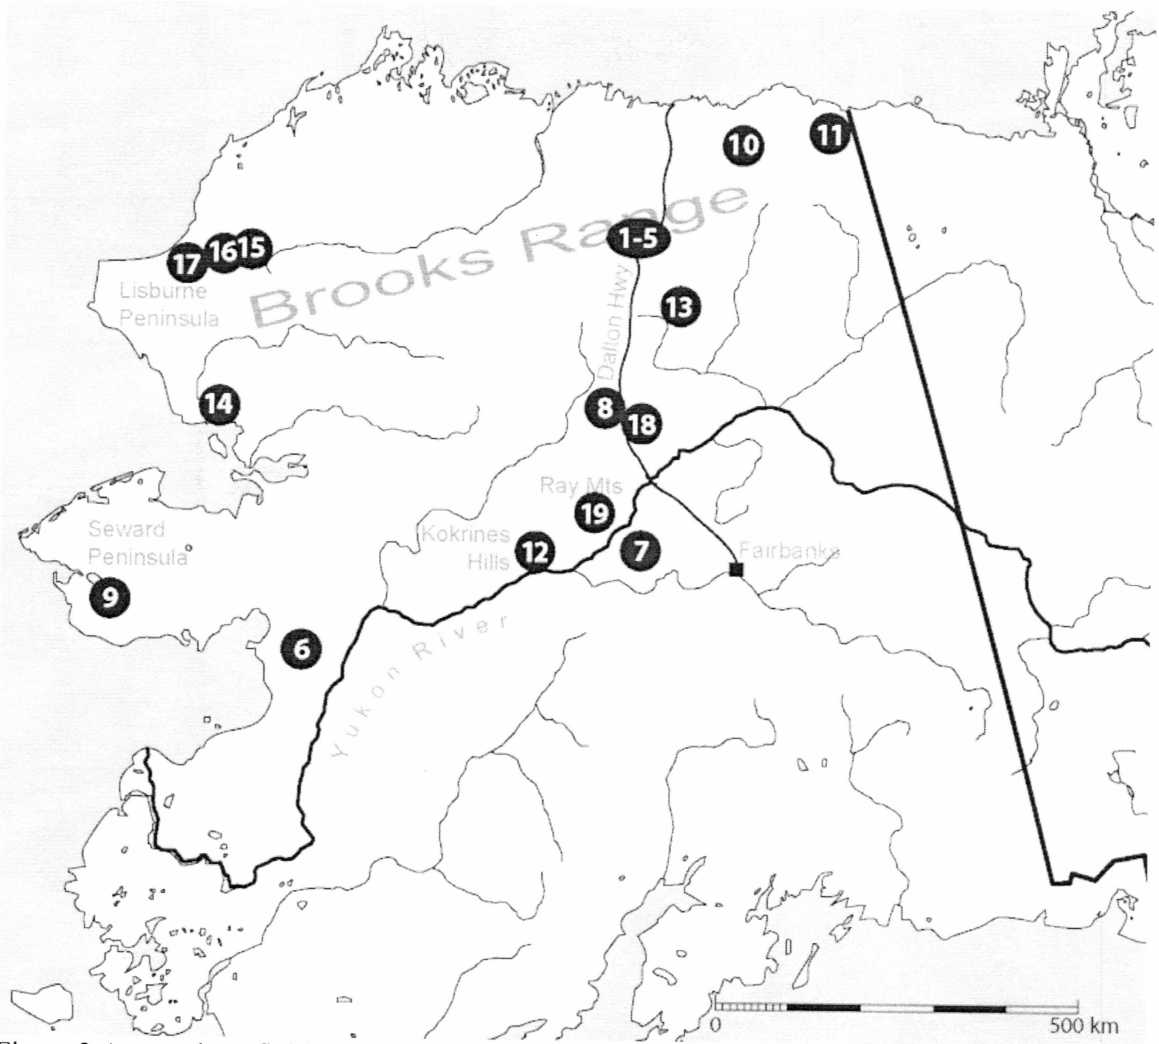 11
10
Brooks Range
1-5
17
16
15
Lisburne
Peninsula
Dalton Hwy
13
14
8
18
Ray Mts
19
Seward
Peninsula
Kokrines
Hills
12
7
Fairbanks
9
6
Yukon River
0
500 km